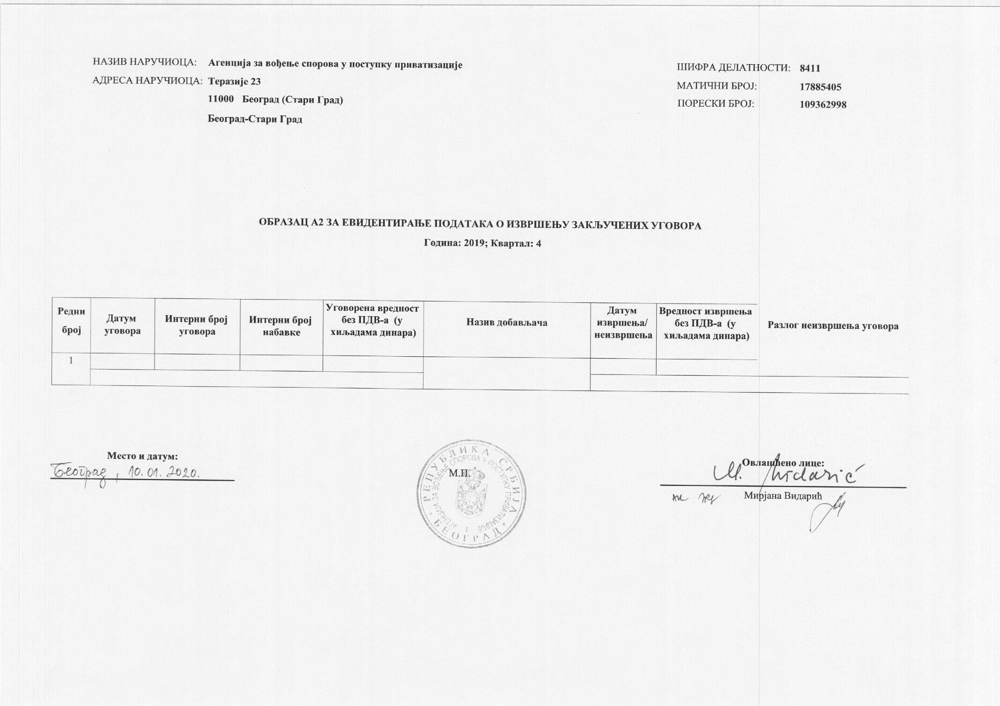 НАЗИВ НАРУЧИОЦА: Агенција за вођење спорова у поступку приватизације
АДРЕСА НАРУЧИОЦА: Теразије 23
11000 Београд (Стари Град)
Београд-Стари Град
ШИФРА ДЕЛАТНОСТИ: 8411
МАТИЧНИ БРОЈ: 17885405
ПОРЕСКИ БРОЈ: 109362998
ОБРАЗАЦ А2 ЗА ЕВИДЕНТИРАЊЕ ПОДАТАКА О ИЗВРШЕЊУ ЗАКЉУЧЕНИХ УГОВОРА
Година: 2019; Квартал: 4
Редни
број
Датум
уговора
Интерни број
уговора
Интерни број
набавке
Уговорена вредност
без ПДВ-а (у
хиљадама динара)
Назив добављача
Датум
извршења/
неизвршења
Вредност извршења
без ПДВ-а (у
хиљадама динара)
Разлог неизвршења уговора
1
Место и датум:
Београд, 10.01.2020.
М.П.
РЕПУБЛИКА СРБИЈА
АГЕНЦИЈА ЗА ВОЂЕЊЕ СПОРОВА У ПОСТУПКУ ПРИВАТИЗАЦИЈЕ
I
* БЕОГРАД *
Овлашћено лице:
M. Vidarić
Мирјана Видарић